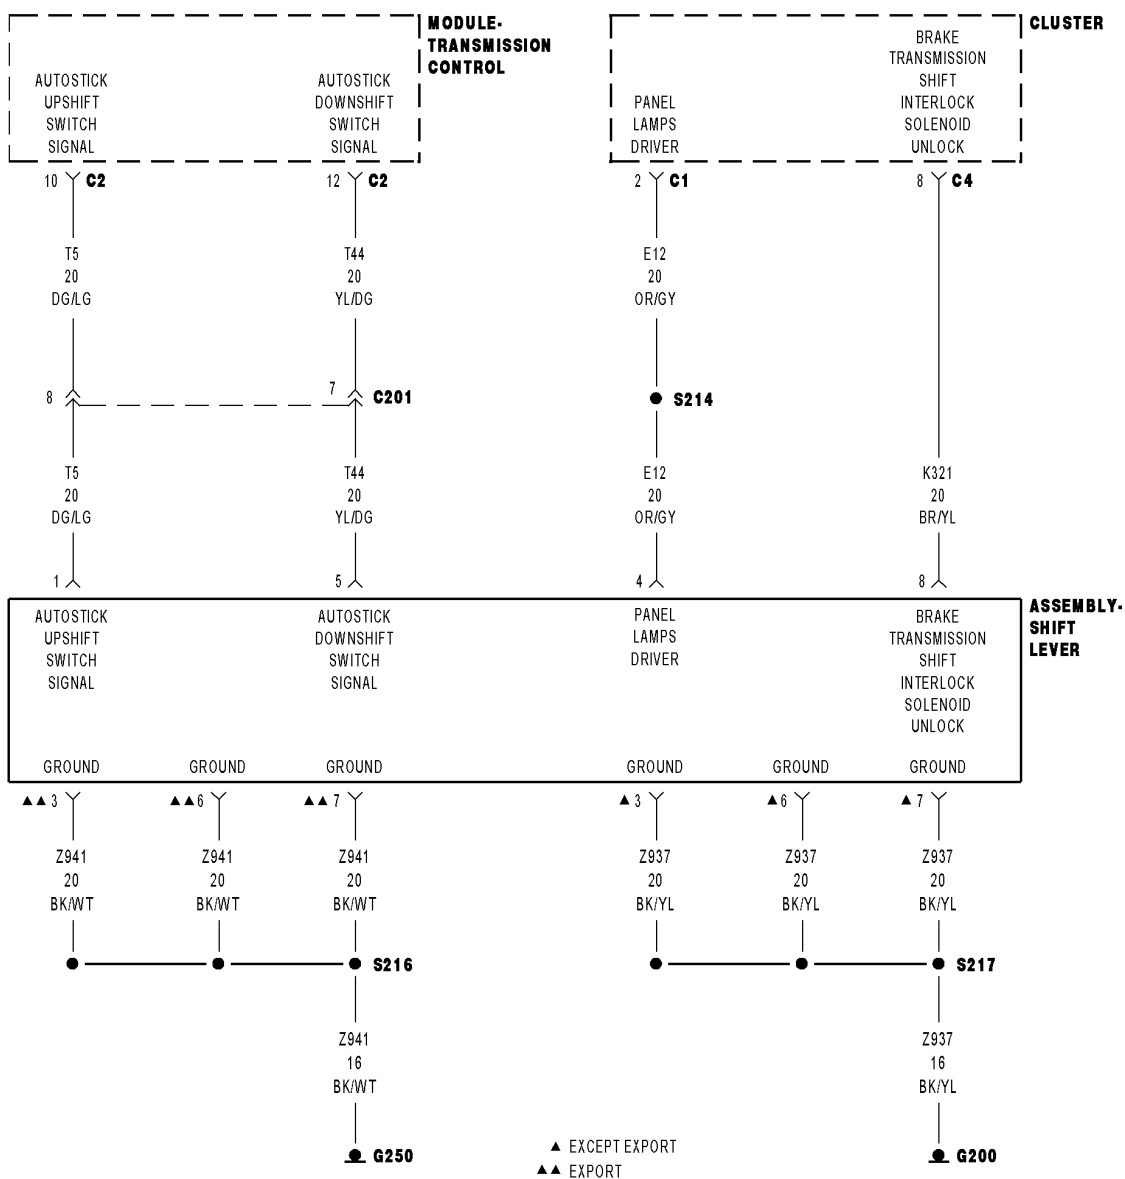 MODULE-
TRANSMISSION
CONTROL
CLUSTER
AUTOSTICK
UPSHIFT
SWITCH
SIGNAL
AUTOSTICK
DOWNSHIFT
SWITCH
SIGNAL
PANEL
LAMPS
DRIVER
BRAKE
TRANSMISSION
SHIFT
INTERLOCK
SOLENOID
UNLOCK
10 C2
12 C2
2 C1
8 C4
T5
20
DG/LG
T44
20
YL/DG
E12
20
OR/GY
8
7
C201
S214
T5
20
DG/LG
T44
20
YL/DG
E12
20
OR/GY
K321
20
BR/YL
1
5
4
8
ASSEMBLY-
SHIFT
LEVER
AUTOSTICK
UPSHIFT
SWITCH
SIGNAL
AUTOSTICK
DOWNSHIFT
SWITCH
SIGNAL
PANEL
LAMPS
DRIVER
BRAKE
TRANSMISSION
SHIFT
INTERLOCK
SOLENOID
UNLOCK
GROUND
GROUND
GROUND
GROUND
GROUND
GROUND
▲▲ 3
▲▲ 6
▲▲ 7
▲ 3
▲ 6
▲ 7
Z941
20
BK/WT
Z941
20
BK/WT
Z941
20
BK/WT
Z937
20
BK/YL
Z937
20
BK/YL
Z937
20
BK/YL
S216
S217
Z941
16
BK/WT
Z937
16
BK/YL
G250
G200
▲ EXCEPT EXPORT
▲▲ EXPORT